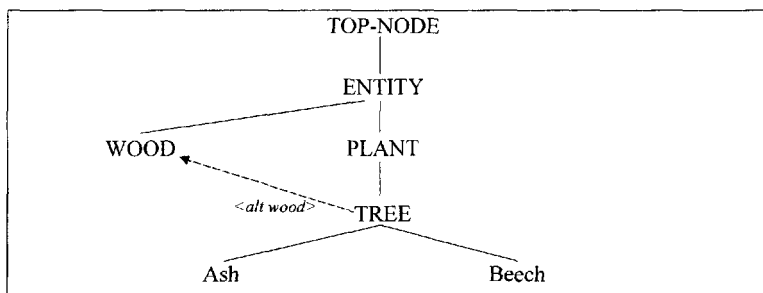 TOP-NODE
ENTITY
WOOD PLANT
<alt wood> TREE
Ash Beech